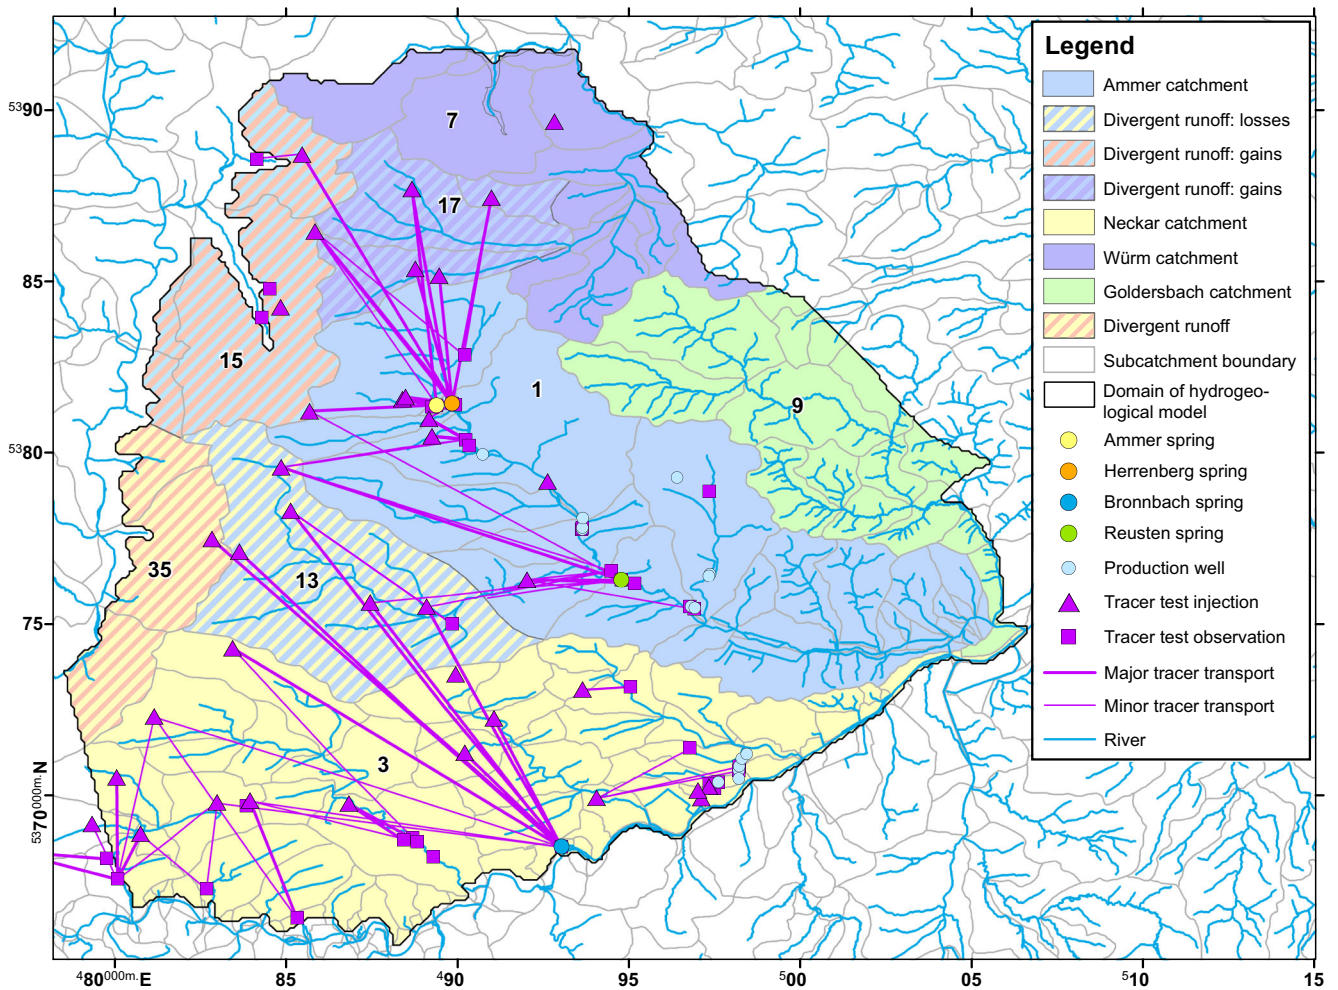 Legend
Ammer catchment
Divergent runoff: losses
Divergent runoff: gains
Divergent runoff: gains
Neckar catchment
Würm catchment
Goldersbach catchment
Divergent runoff
Subcatchment boundary
Domain of hydrogeo-
logical model
Ammer spring
Herrenberg spring
Bronnbach spring
Reusten spring
Production well
Tracer test injection
Tracer test observation
Major tracer transport
Minor tracer transport
River
7
17
15
1
9
35
13
3
5390
85
5380
75
5370000m.N
480000m.E
85
490
95
500
05
510
15